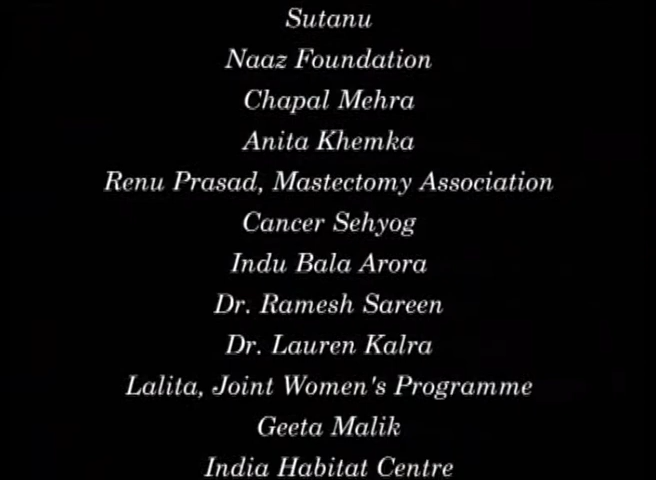 Sutanu
Naaz Foundation
Chapal Mehra
Anita Khemka
Renu Prasad, Mastectomy Association
Cancer Sehyog
Indu Bala Arora
Dr. Ramesh Sareen
Dr. Lauren Kalra
Lalita, Joint Women's Programme
Geeta Malik
India Habitat Centre